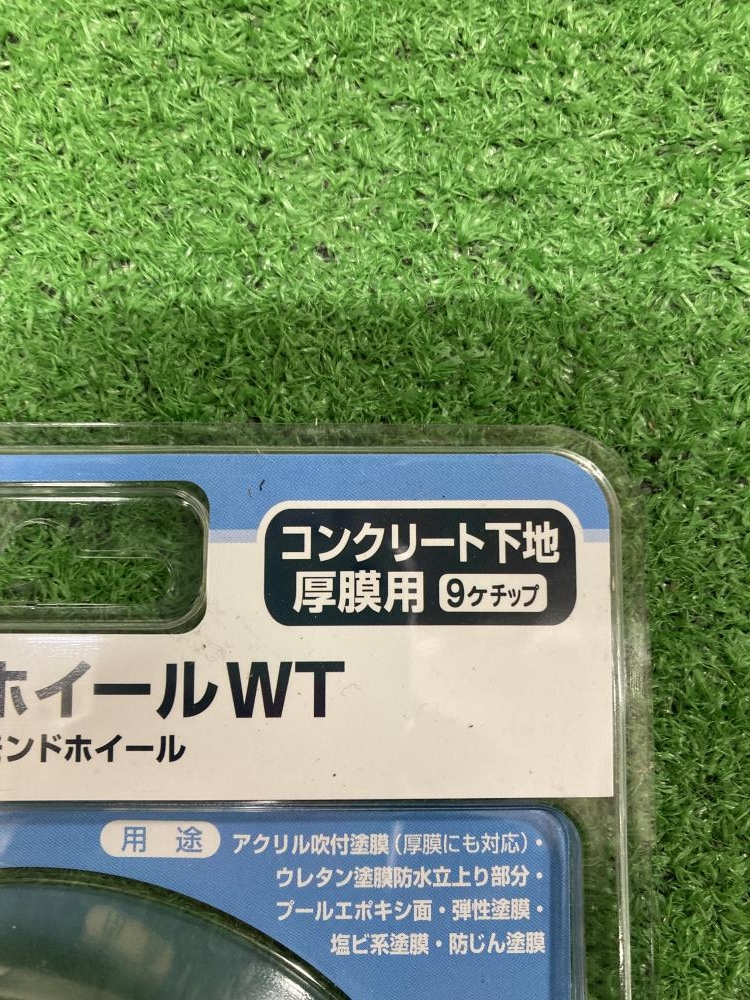 コンクリート下地
厚膜用 9ケチップ
ホイールWT
ンドホイール
用途 アクリル吹付塗膜(厚膜にも対応)・
ウレタン塗膜防水立上り部分・
プールエポキシ面・弾性塗膜・
塩ビ系塗膜・防じん塗膜